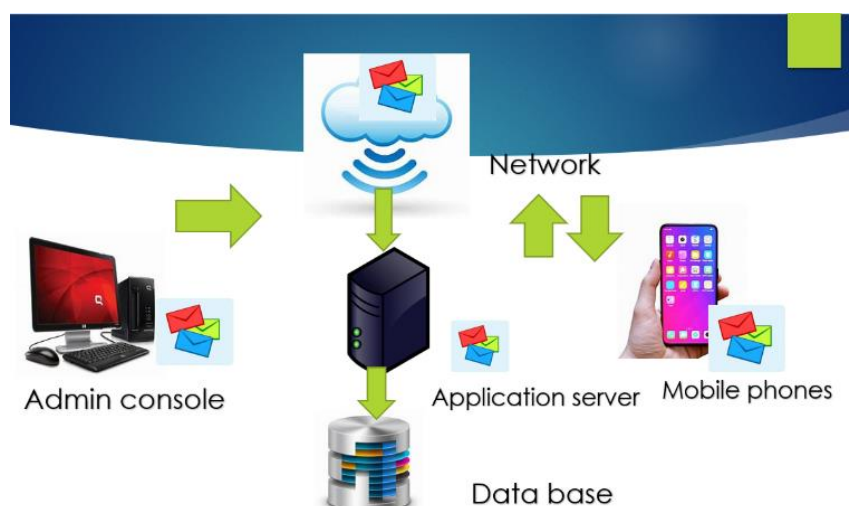 Network
Admin console
Application server
Mobile phones
Data base